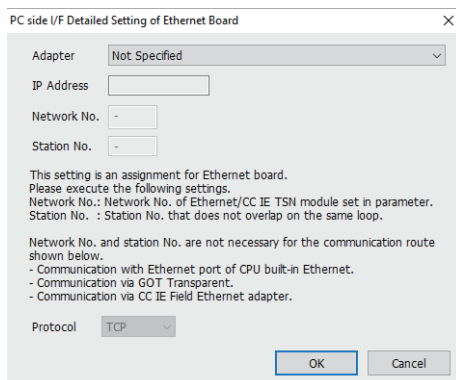 PC side I/F Detailed Setting of Ethernet Board
Adapter Not Specified
IP Address
Network No. -
Station No. -
This setting is an assignment for Ethernet board.
Please execute the following settings.
Network No.: Network No. of Ethernet/CC IE TSN module set in parameter.
Station No. : Station No. that does not overlap on the same loop.
Network No. and station No. are not necessary for the communication route
shown below.
- Communication with Ethernet port of CPU built-in Ethernet.
- Communication via GOT Transparent.
- Communication via CC IE Field Ethernet adapter.
Protocol TCP
OK Cancel